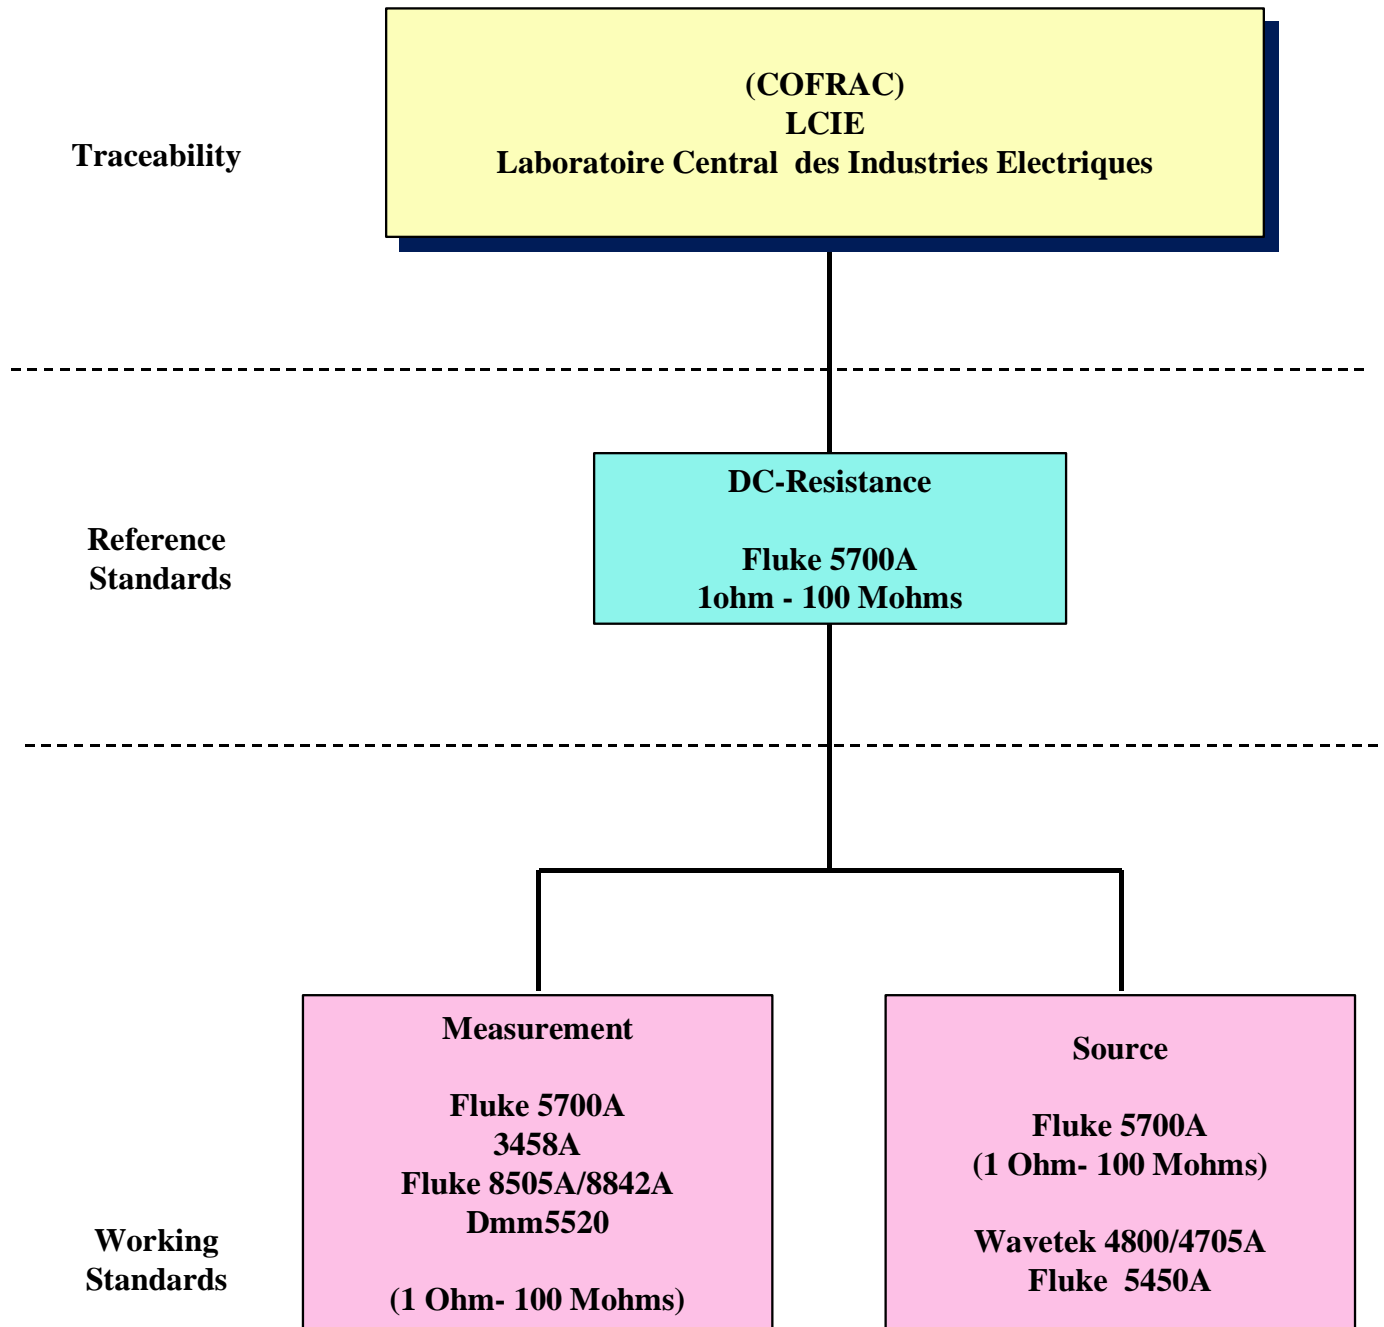 (COFRAC)
LCIE
Laboratoire Central des Industries Electriques
Traceability
DC-Resistance
Fluke 5700A
1ohm - 100 Mohms
Reference
Standards
Measurement
Fluke 5700A
3458A
Fluke 8505A/8842A
Dmm5520
(1 Ohm- 100 Mohms)
Source
Fluke 5700A
(1 Ohm- 100 Mohms)
Wavetek 4800/4705A
Fluke 5450A
Working
Standards